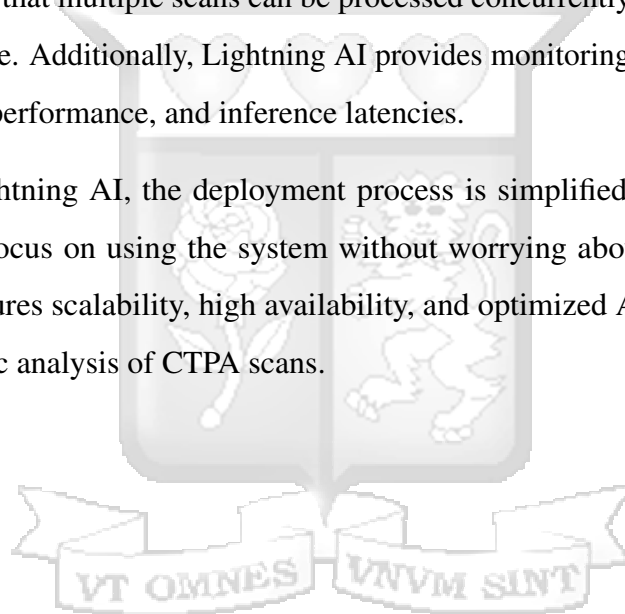 that multiple scans can be processed concurrently
e. Additionally, Lightning AI provides monitoring
performance, and inference latencies.
htning AI, the deployment process is simplified
ocus on using the system without worrying abo
ures scalability, high availability, and optimized A
c analysis of CTPA scans.
VT OMNES VNVM SINT